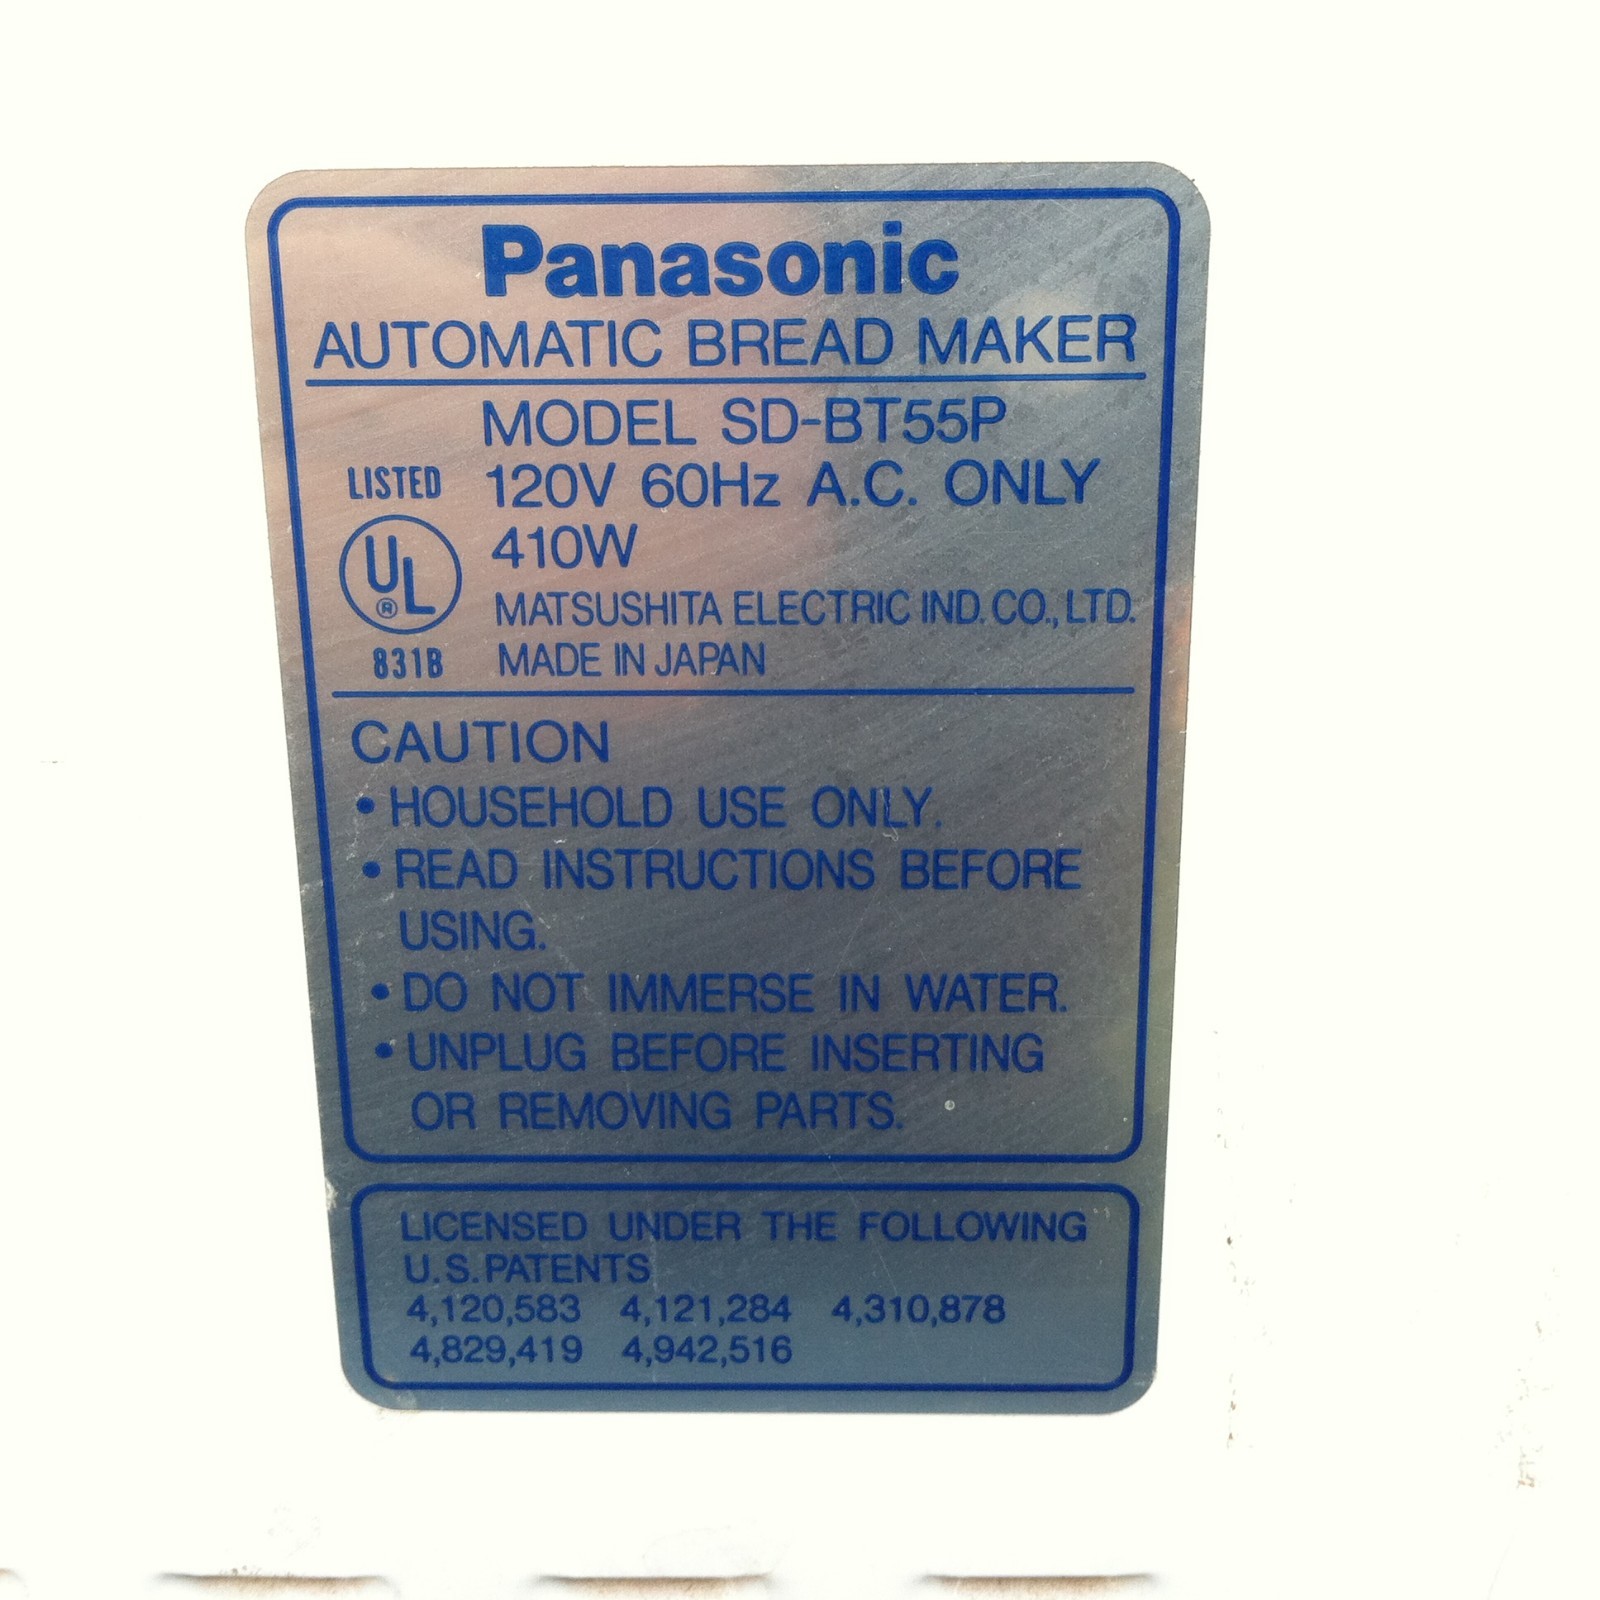 Panasonic
AUTOMATIC BREAD MAKER
MODEL SD-BT55P
LISTED 120V 60Hz A.C. ONLY
UL ® 410W
MATSUSHITA ELECTRIC IND. CO., LTD.
831B MADE IN JAPAN
CAUTION
• HOUSEHOLD USE ONLY.
• READ INSTRUCTIONS BEFORE
USING.
• DO NOT IMMERSE IN WATER.
• UNPLUG BEFORE INSERTING
OR REMOVING PARTS.
LICENSED UNDER THE FOLLOWING
U.S. PATENTS
4,120,583 4,121,284 4,310,878
4,829,419 4,942,516